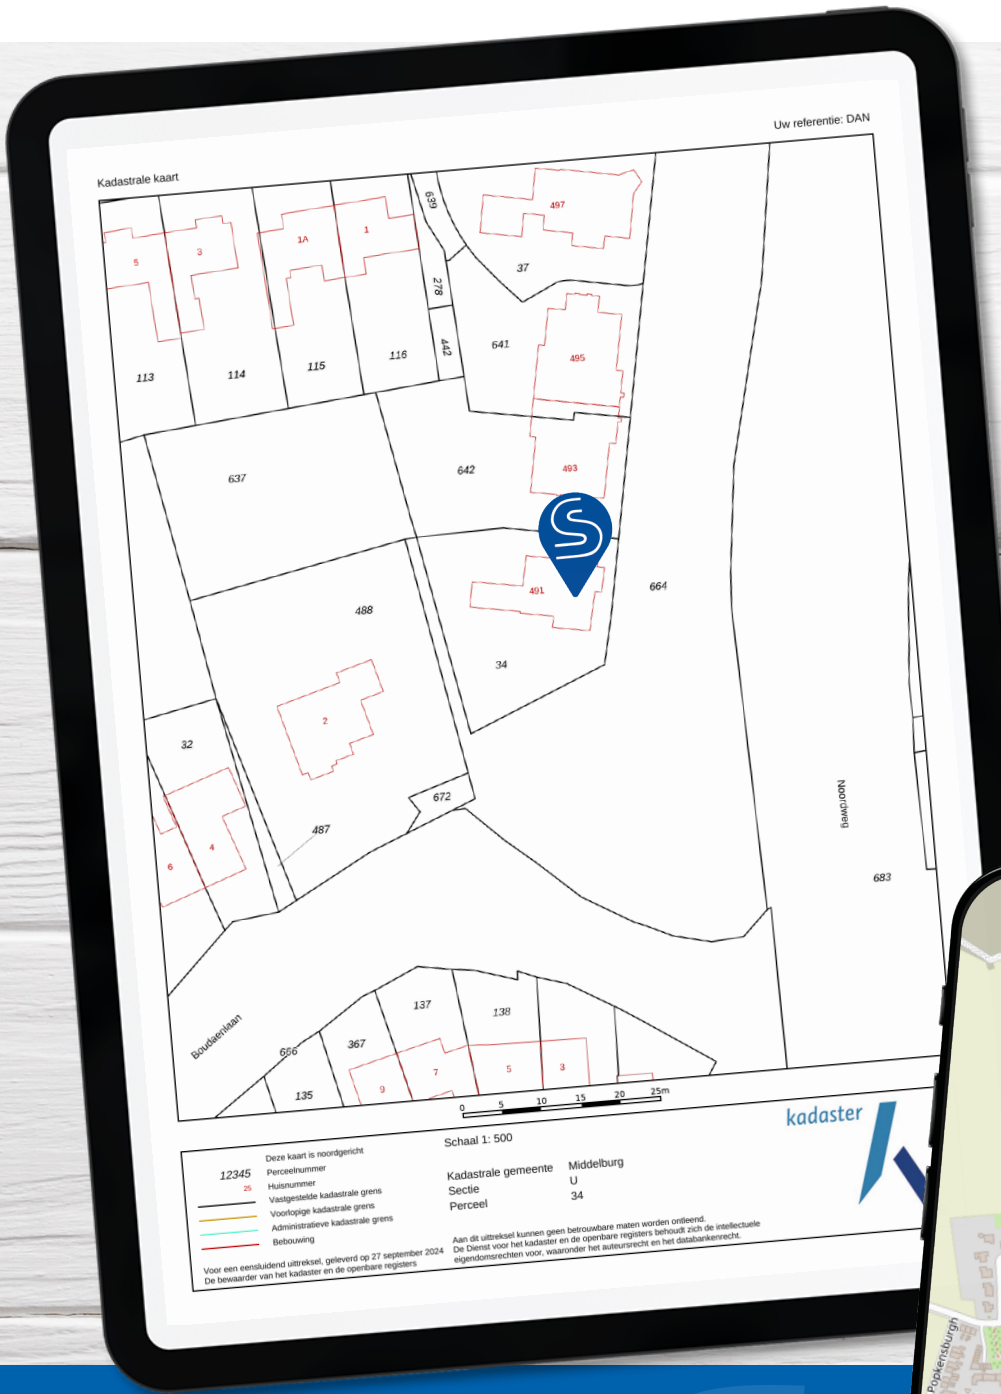 Uw referentie: DAN
Kadastrale kaart
639
497
5
3
1A
1
37
278
641
442
495
113
114
115
116
637
642
493
S
491
664
488
34
2
32
672
Noordweg
487
4
6
683
137
138
Boudaenlaan
666
367
135
9
7
5
3
0 5 10 15 20 25m
kadaster
Schaal 1: 500
12345
Deze kaart is noordgericht
Perceelnummer
25
Huisnummer
Vastgestelde kadastrale grens
Voorlopige kadastrale grens
Administratieve kadastrale grens
Bebouwing
Kadastrale gemeente Middelburg
Sectie U
Perceel 34
Voor een eensluidend uittreksel, geleverd op 27 september 2024
De bewaarder van het kadaster en de openbare registers
Aan dit uittreksel kunnen geen betrouwbare maten worden ontleend.
De Dienst voor het kadaster en de openbare registers behoudt zich de intellectuele
eigendomsrechten voor, waaronder het auteursrecht en het databankenrecht.
Popkensburgh